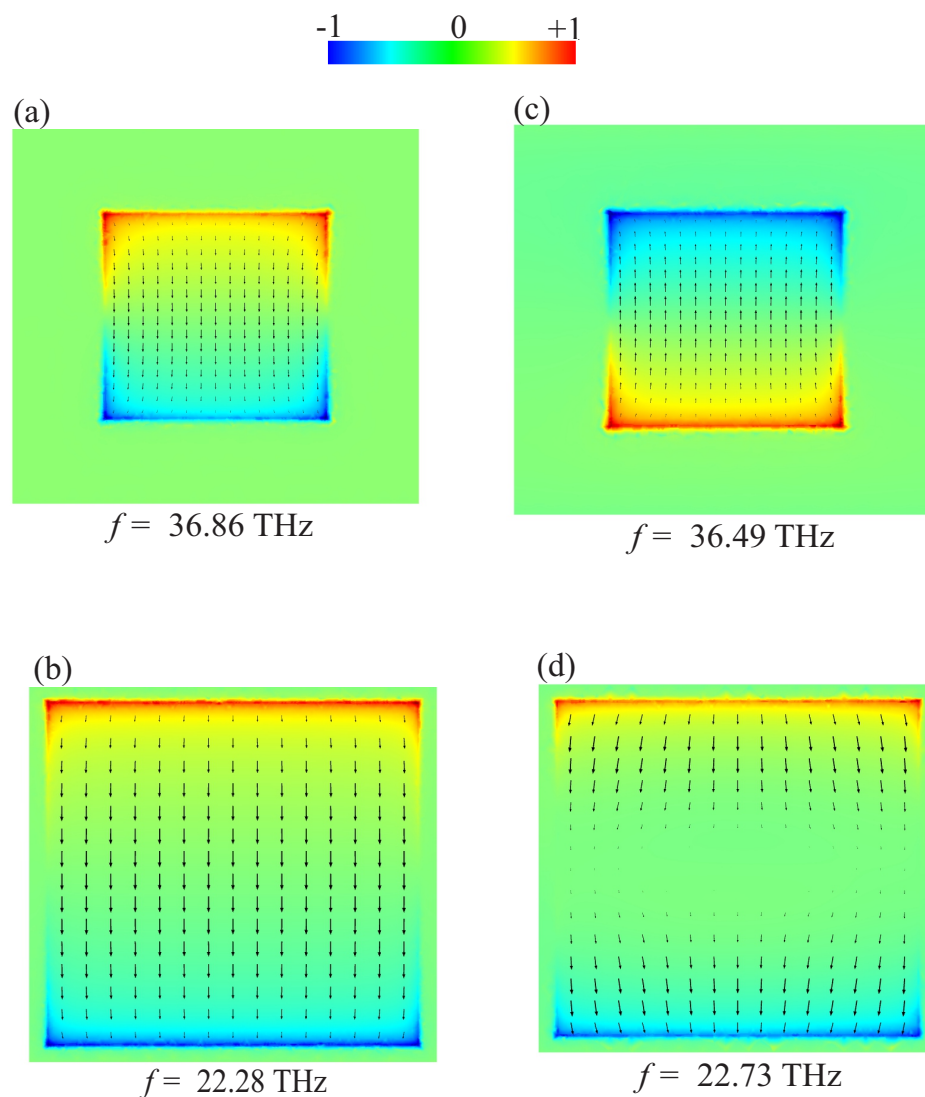 -1 0 +1
(a)
(c)
f = 36.86 THz
f = 36.49 THz
(b)
(d)
f = 22.28 THz
f = 22.73 THz